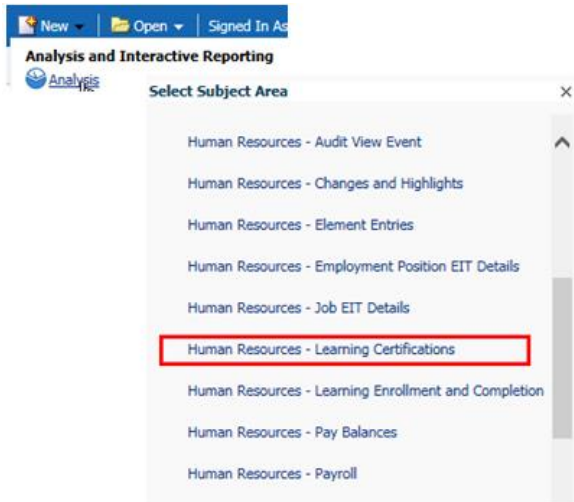 New Open Signed In As
Analysis and Interactive Reporting
Analysis
Select Subject Area
Human Resources - Audit View Event
Human Resources - Changes and Highlights
Human Resources - Element Entries
Human Resources - Employment Position EIT Details
Human Resources - Job EIT Details
Human Resources - Learning Certifications
Human Resources - Learning Enrollment and Completion
Human Resources - Pay Balances
Human Resources - Payroll